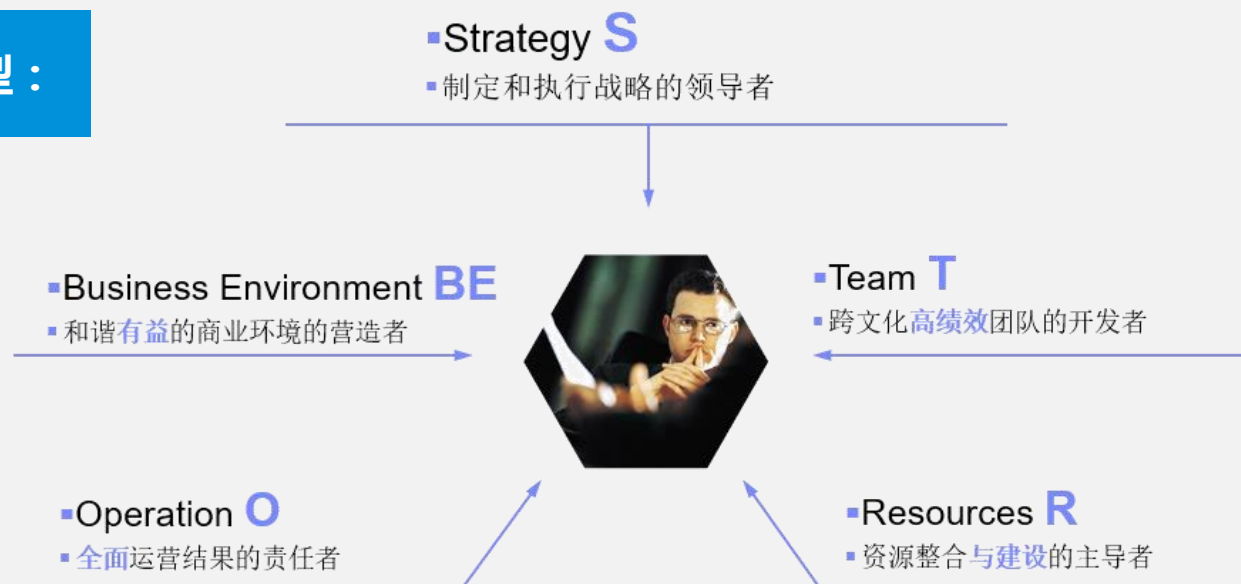 型：
▪Strategy S
▪制定和执行战略的领导者
▪Business Environment BE
▪和谐有益的商业环境的营造者
▪Team T
▪跨文化高绩效团队的开发者
▪Operation O
▪全面运营结果的责任者
▪Resources R
▪资源整合与建设的主导者